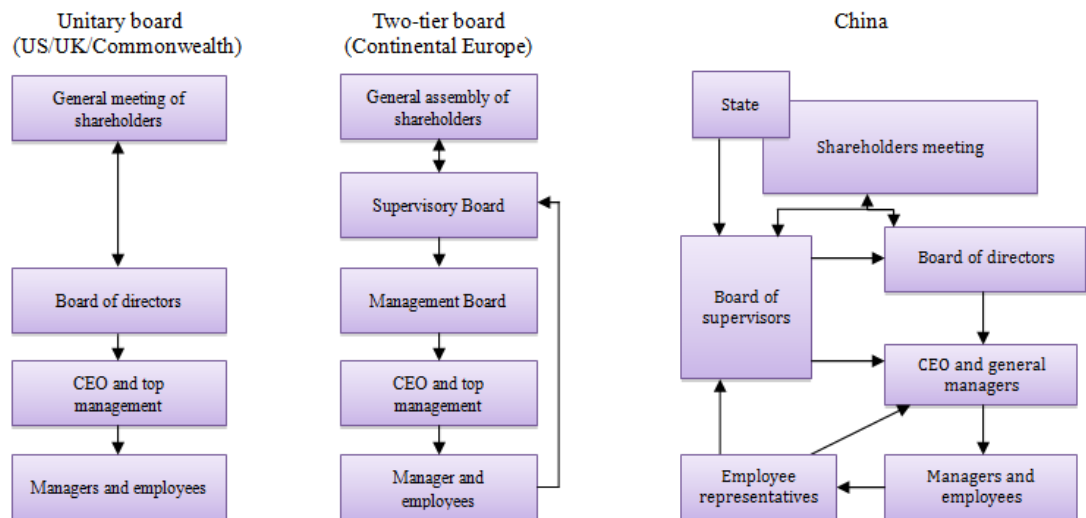 Unitary board
(US/UK/Commonwealth)
General meeting of
shareholders
Board of directors
CEO and top
management
Managers and employees
Two-tier board
(Continental Europe)
General assembly of
shareholders
Supervisory Board
Management Board
CEO and top
management
Manager and
employees
China
State
Shareholders meeting
Board of
supervisors
Board of directors
CEO and general
managers
Employee
representatives
Managers and
employees